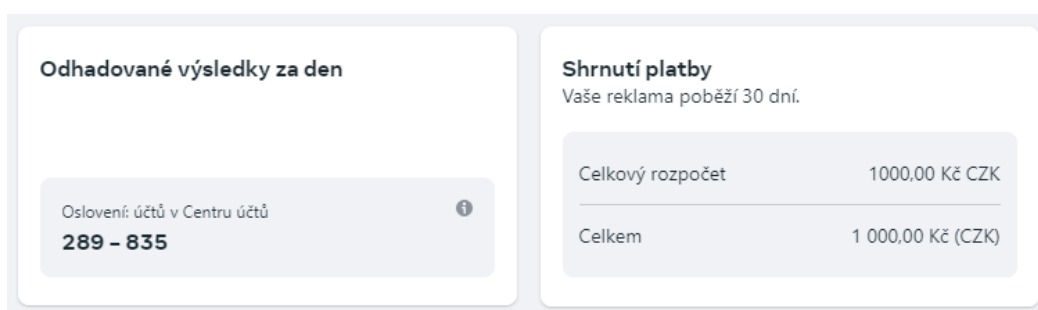 Odhadované výsledky za den
Oslovení: účtů v Centru účtů
289 – 835
Shrnutí platby
Vaše reklama poběží 30 dní.
Celkový rozpočet 1000,00 Kč CZK
Celkem 1 000,00 Kč (CZK)